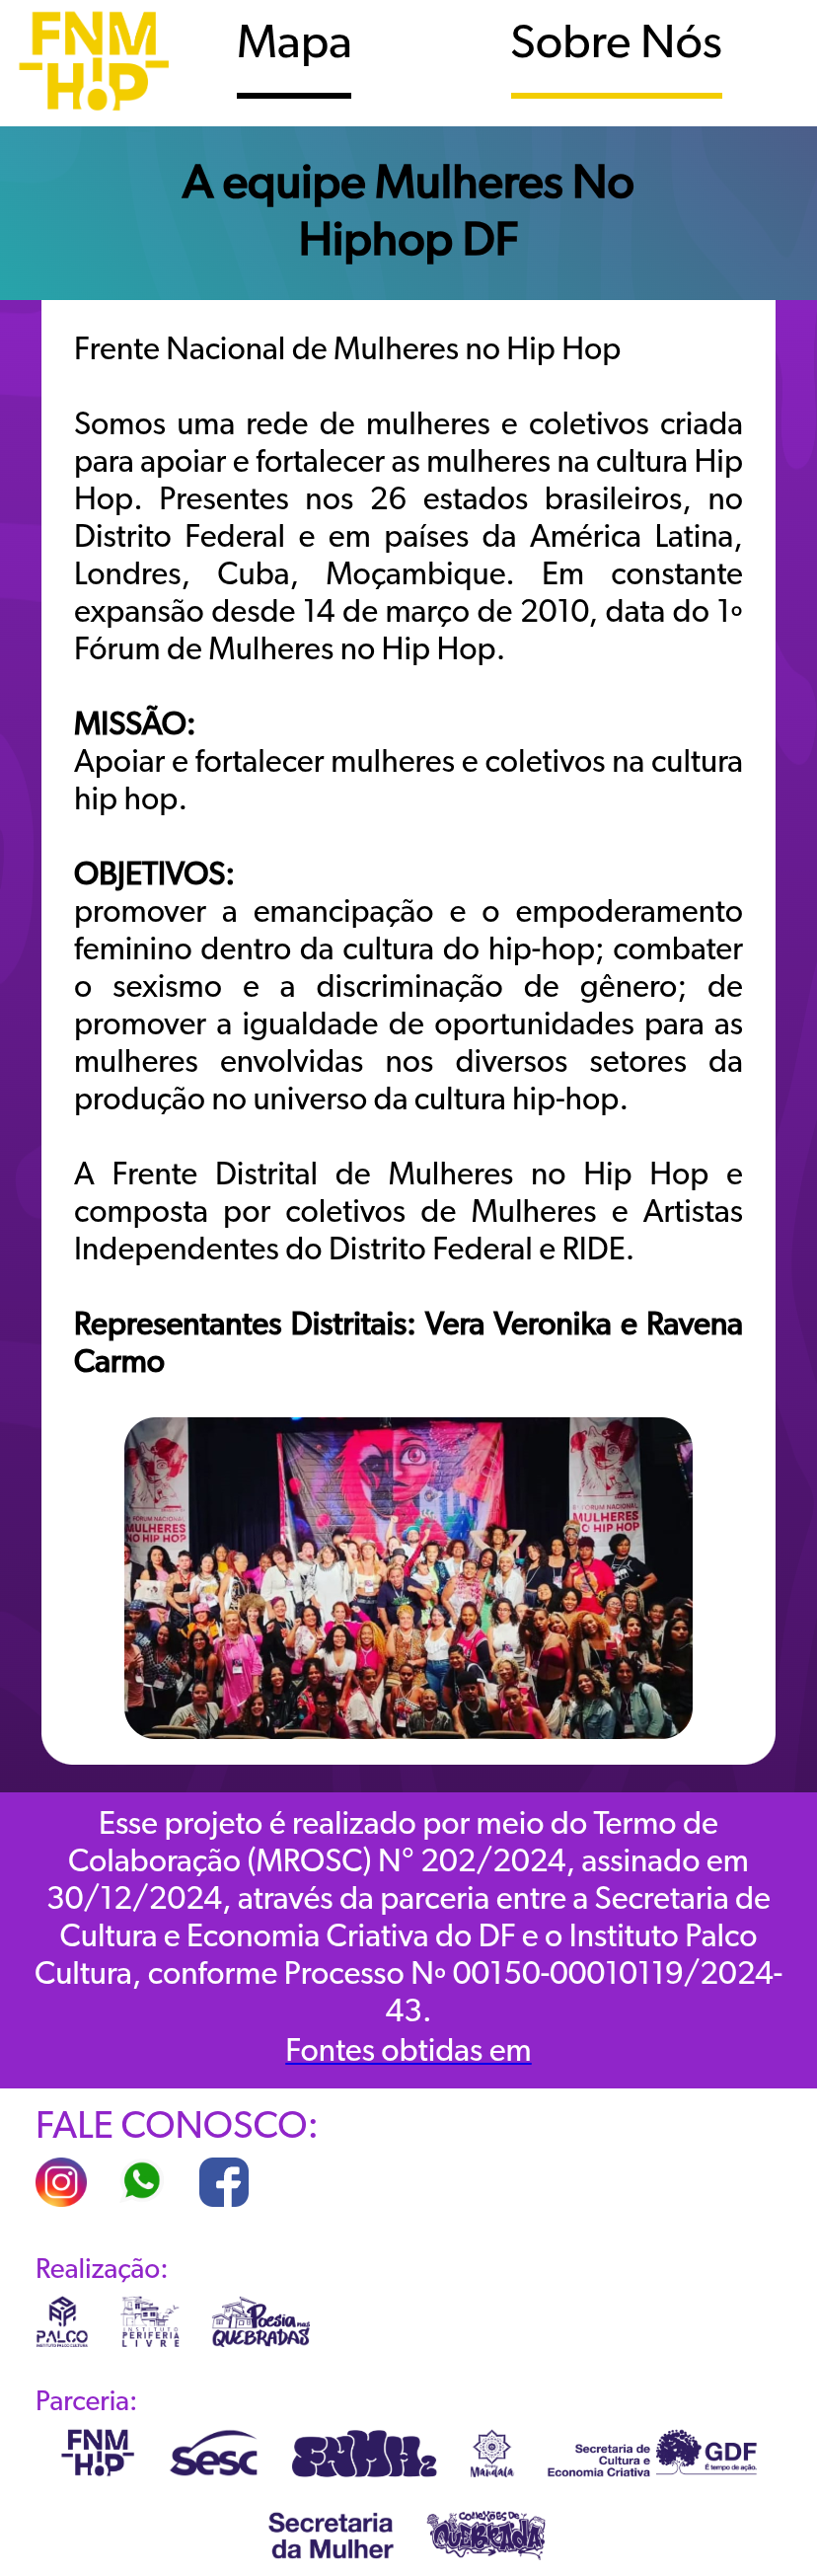 FNM
H!P
Mapa
Sobre Nós
A equipe Mulheres No
Hiphop DF
Frente Nacional de Mulheres no Hip Hop
Somos uma rede de mulheres e coletivos criada
para apoiar e fortalecer as mulheres na cultura Hip
Hop. Presentes nos 26 estados brasileiros, no
Distrito Federal e em países da América Latina,
Londres, Cuba, Moçambique. Em constante
expansão desde 14 de março de 2010, data do 1º
Fórum de Mulheres no Hip Hop.
MISSÃO:
Apoiar e fortalecer mulheres e coletivos na cultura
hip hop.
OBJETIVOS:
promover a emancipação e o empoderamento
feminino dentro da cultura do hip-hop; combater
o sexismo e a discriminação de gênero; de
promover a igualdade de oportunidades para as
mulheres envolvidas nos diversos setores da
produção no universo da cultura hip-hop.
A Frente Distrital de Mulheres no Hip Hop e
composta por coletivos de Mulheres e Artistas
Independentes do Distrito Federal e RIDE.
Representantes Distritais: Vera Veronika e Ravena
Carmo
FÓRUM NACIONAL
MULHERES
NO HIP HOP
FÓRUM NACIONAL
MULHERES
NO HIP HOP
Esse projeto é realizado por meio do Termo de
Colaboração (MROSC) N° 202/2024, assinado em
30/12/2024, através da parceria entre a Secretaria de
Cultura e Economia Criativa do DF e o Instituto Palco
Cultura, conforme Processo Nº 00150-00010119/2024-
43.
Fontes obtidas em
FALE CONOSCO:
Realização:
PALCO
INSTITUTO PALCO CULTURA
INSTITUTO
PERIFERIA
LIVRE
Poesia nas
QUEBRADAS
Parceria:
FNM
H!P
Sesc
FNMH2
Mandala
Secretaria de
Cultura e
Economia Criativa
GDF
É tempo de ação.
Secretaria
da Mulher
CONEXÕES DE
QUEBRADA